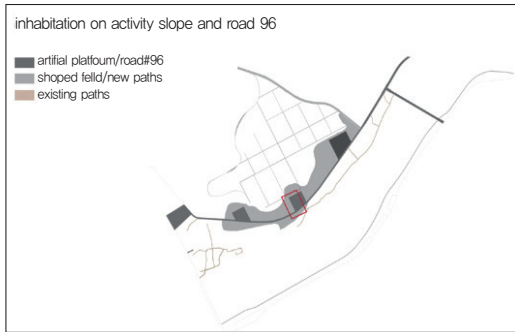 inhabitation on activity slope and road 96
artifial platfoum/road#96
shoped felld/new paths
existing paths